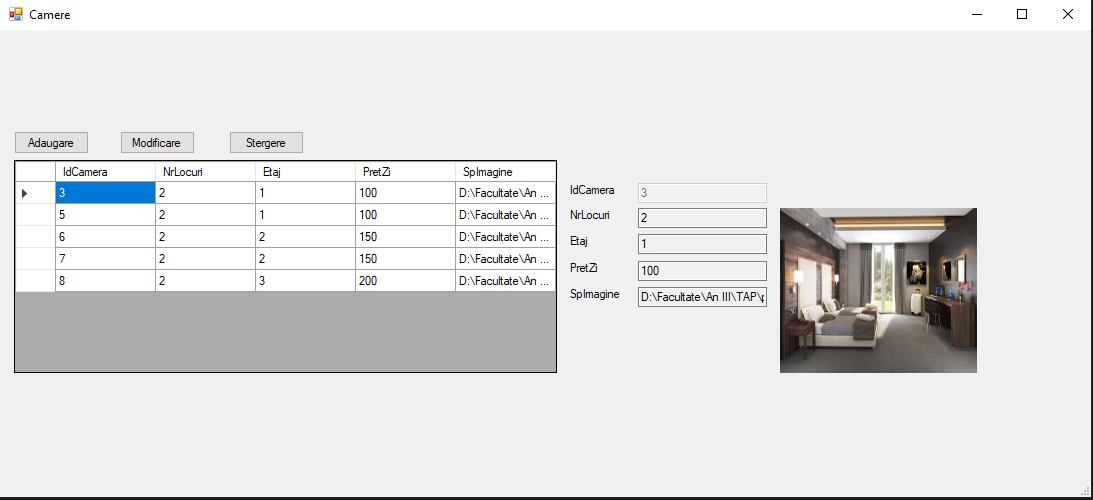 Camere
Adaugare Modificare Stergere
IdCamera NrLocuri Etaj PretZi SpImagine
3 2 1 100 D:\Facultate\An ...
5 2 1 100 D:\Facultate\An ...
6 2 2 150 D:\Facultate\An ...
7 2 2 150 D:\Facultate\An ...
8 2 3 200 D:\Facultate\An ...
IdCamera 3
NrLocuri 2
Etaj 1
PretZi 100
SpImagine D:\Facultate\An III\TAP\p